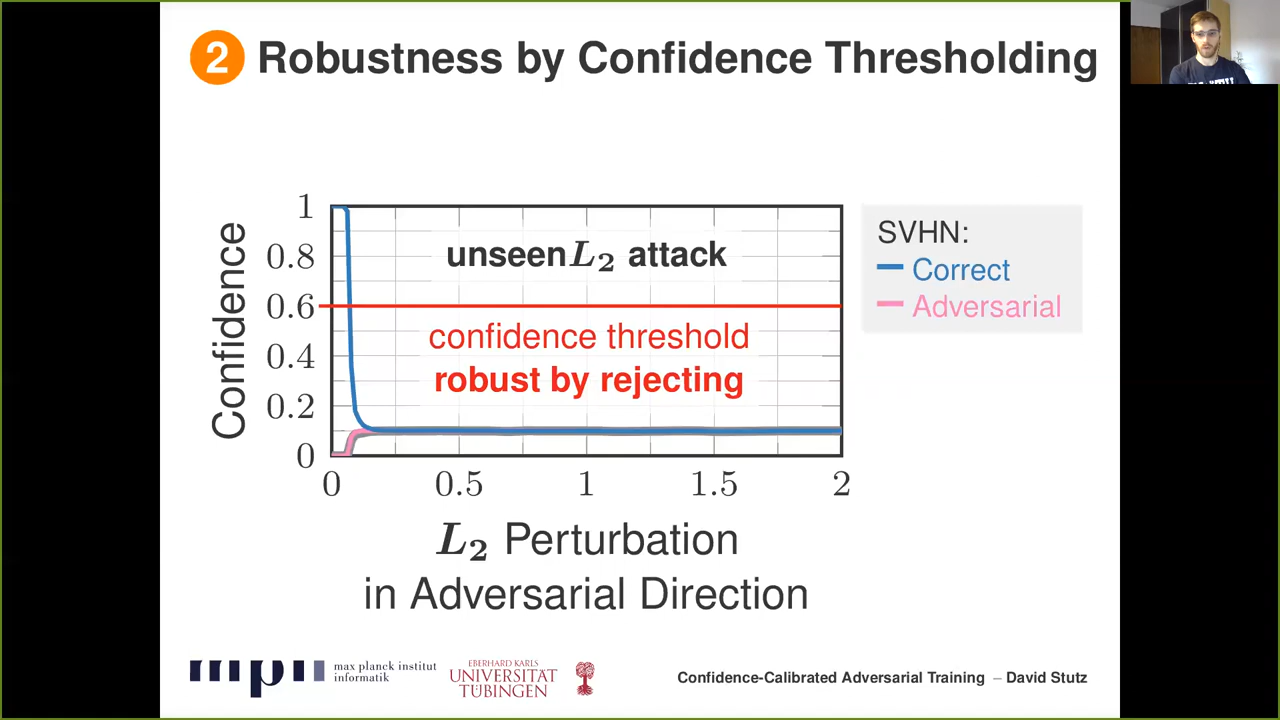 2 Robustness by Confidence Thresholding
Confidence
1
0.8
0.6
0.4
0.2
0
unseen L₂ attack
confidence threshold
robust by rejecting
0 0.5 1 1.5 2
L₂ Perturbation
in Adversarial Direction
SVHN:
Correct
Adversarial
max planck institut
informatik
EBERHARD KARLS
UNIVERSITÄT
TÜBINGEN
Confidence-Calibrated Adversarial Training – David Stutz